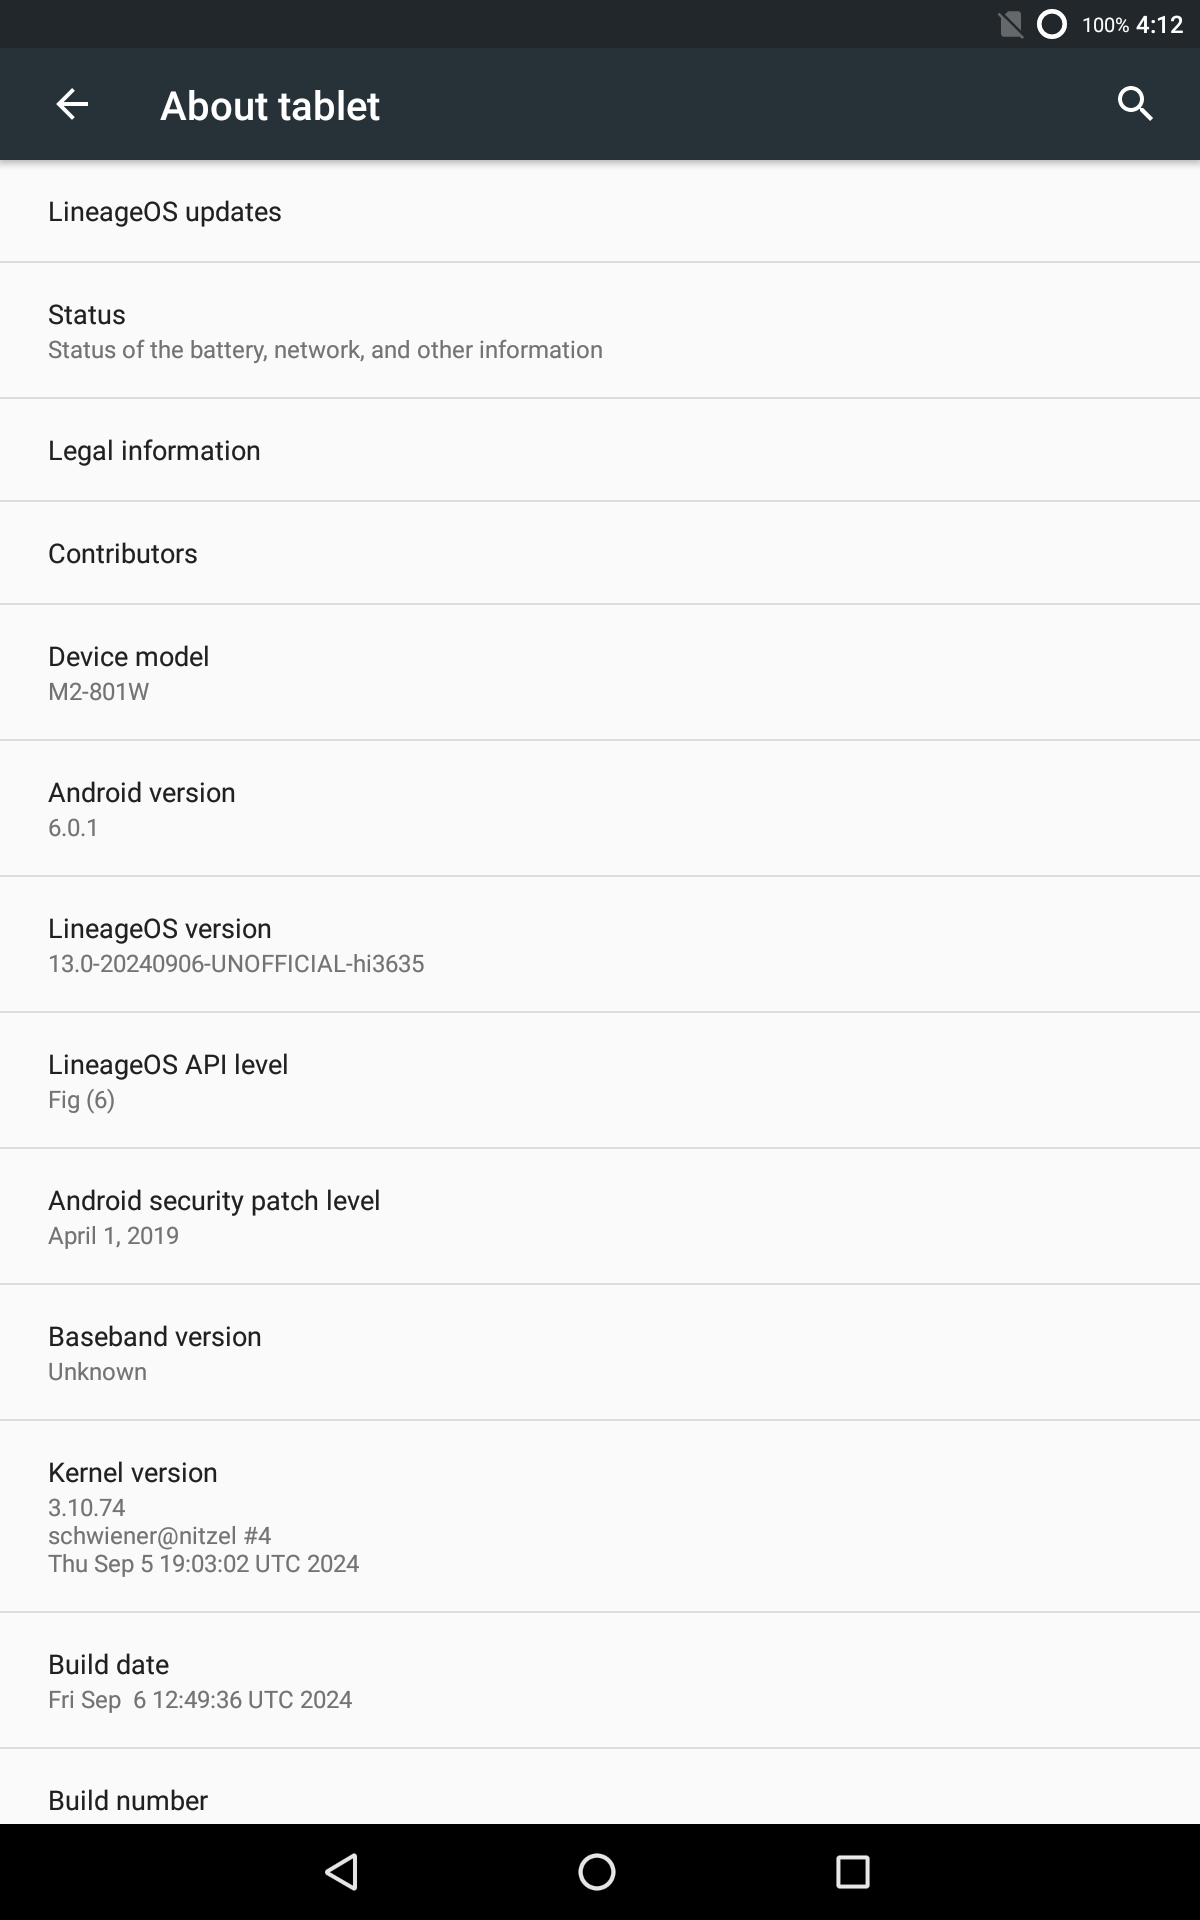 100% 4:12
About tablet
LineageOS updates
Status
Status of the battery, network, and other information
Legal information
Contributors
Device model
M2-801W
Android version
6.0.1
LineageOS version
13.0-20240906-UNOFFICIAL-hi3635
LineageOS API level
Fig (6)
Android security patch level
April 1, 2019
Baseband version
Unknown
Kernel version
3.10.74
schwiener@nitzel #4
Thu Sep 5 19:03:02 UTC 2024
Build date
Fri Sep  6 12:49:36 UTC 2024
Build number